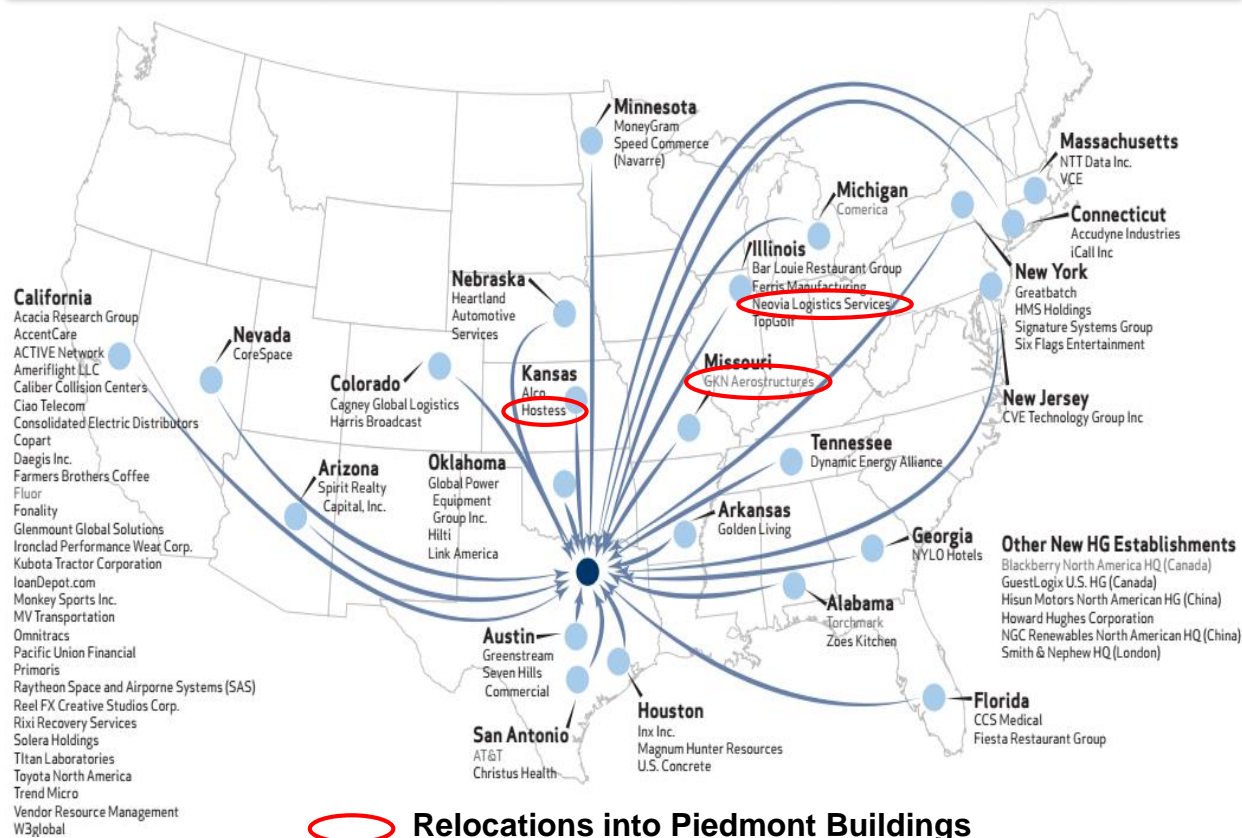 Minnesota
MoneyGram
Speed Commerce
(Navarre)
Massachusetts
NTT Data Inc.
VCE
Michigan
Comerica
Connecticut
Accudyne Industries
iCall Inc
Illinois
Bar Louie Restaurant Group
Ferris Manufacturing
Neovia Logistics Services
TopGolf
New York
Greatbatch
HMS Holdings
Signature Systems Group
Six Flags Entertainment
Nebraska
Heartland
Automotive
Services
California
Acacia Research Group
AccentCare
ACTIVE Network
Ameriflight LLC
Caliber Collision Centers
Ciao Telecom
Consolidated Electric Distributors
Copart
Daegis Inc.
Farmers Brothers Coffee
Fluor
Fonality
Glenmount Global Solutions
Ironclad Performance Wear Corp.
Kubota Tractor Corporation
loanDepot.com
Monkey Sports Inc.
MV Transportation
Omnitracs
Pacific Union Financial
Primoris
Raytheon Space and Airporne Systems (SAS)
Reel FX Creative Studios Corp.
Rixi Recovery Services
Solera Holdings
TItan Laboratories
Toyota North America
Trend Micro
Vendor Resource Management
W3global
Nevada
CoreSpace
Colorado
Cagney Global Logistics
Harris Broadcast
Kansas
Alco
Hostess
Missouri
GKN Aerostructures
New Jersey
CVE Technology Group Inc
Arizona
Spirit Realty
Capital, Inc.
Oklahoma
Global Power
Equipment
Group Inc.
Hilti
Link America
Tennessee
Dynamic Energy Alliance
Arkansas
Golden Living
Georgia
NYLO Hotels
Other New HG Establishments
Blackberry North America HQ (Canada)
GuestLogix U.S. HG (Canada)
Hisun Motors North American HG (China)
Howard Hughes Corporation
NGC Renewables North American HQ (China)
Smith & Nephew HQ (London)
Alabama
Torchmark
Zoes Kitchen
Austin
Greenstream
Seven Hills
Commercial
San Antonio
AT&T
Christus Health
Houston
Inx Inc.
Magnum Hunter Resources
U.S. Concrete
Florida
CCS Medical
Fiesta Restaurant Group
Relocations into Piedmont Buildings